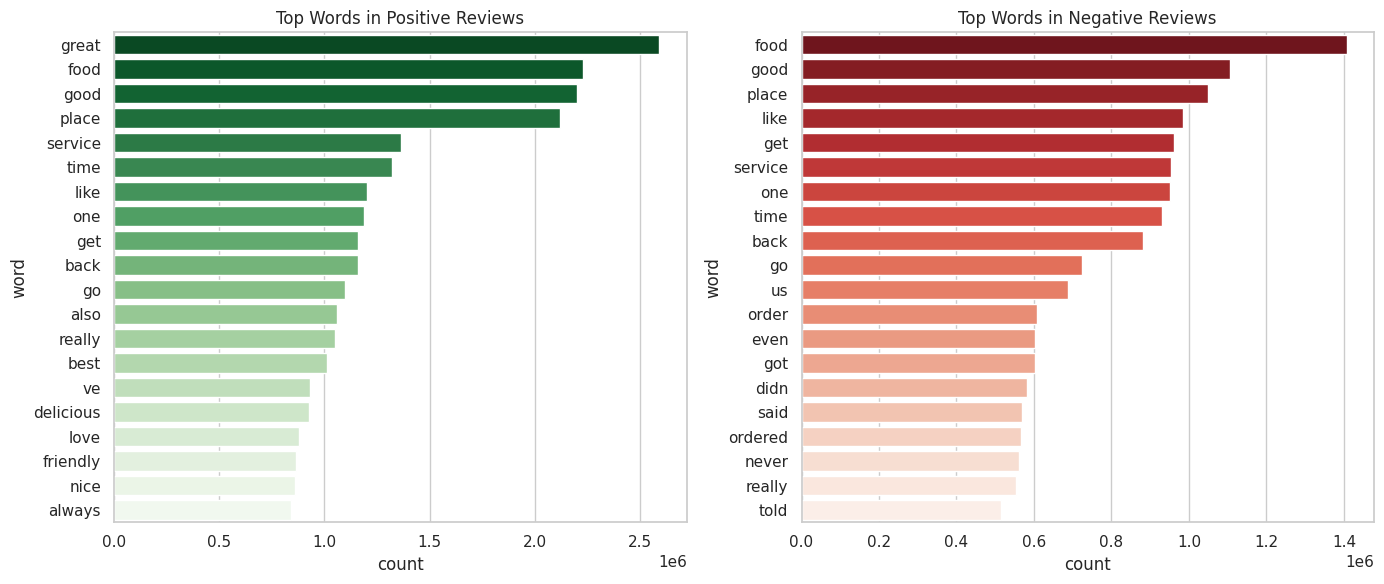 Top Words in Positive Reviews
word
great
food
good
place
service
time
like
one
get
back
go
also
really
best
ve
delicious
love
friendly
nice
always
0.0 0.5 1.0 1.5 2.0 2.5
1e6
count
Top Words in Negative Reviews
word
food
good
place
like
get
service
one
time
back
go
us
order
even
got
didn
said
ordered
never
really
told
0.0 0.2 0.4 0.6 0.8 1.0 1.2 1.4
1e6
count